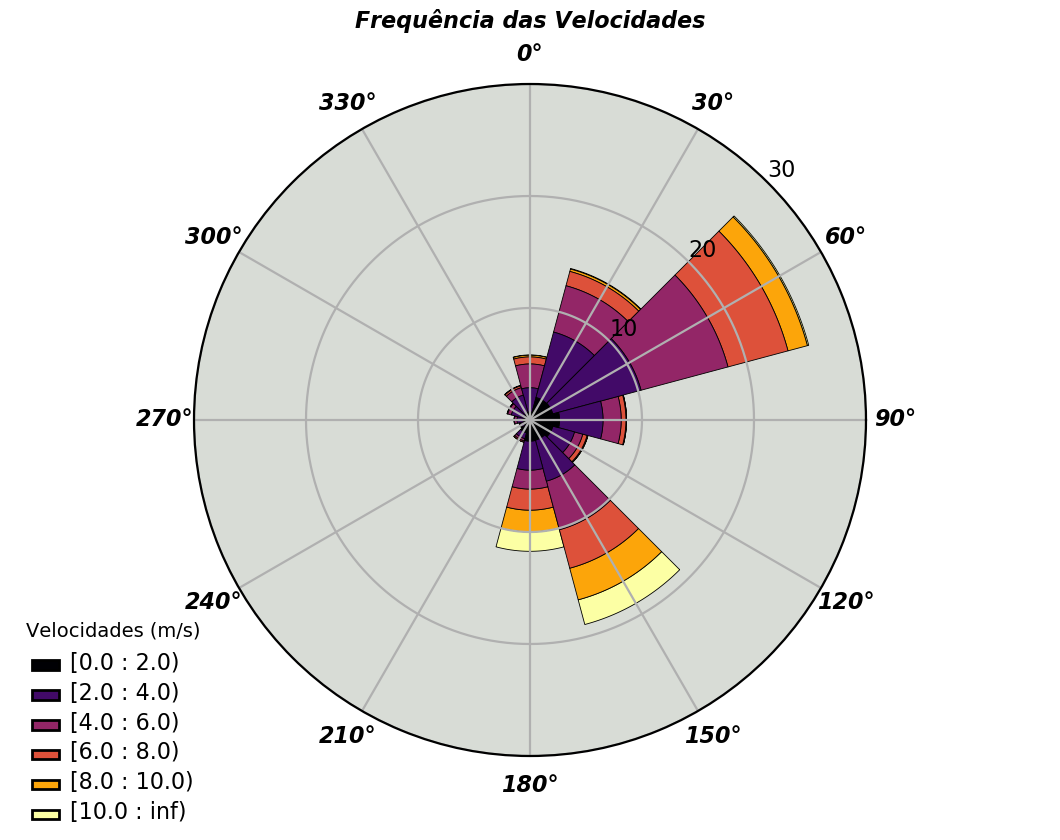 Frequência das Velocidades
0°
330°
30°
30
300°
60°
20
10
270°
90°
240°
120°
210°
150°
180°
Velocidades (m/s)
[0.0 : 2.0)
[2.0 : 4.0)
[4.0 : 6.0)
[6.0 : 8.0)
[8.0 : 10.0)
[10.0 : inf)